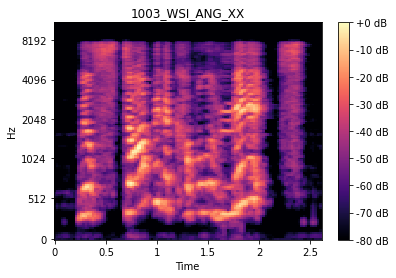 1003_WSI_ANG_XX
+0 dB
8192
-10 dB
4096
-20 dB
-30 dB
2048
-40 dB
Hz
1024
-50 dB
512
-60 dB
-70 dB
0
-80 dB
0 0.5 1 1.5 2 2.5
Time